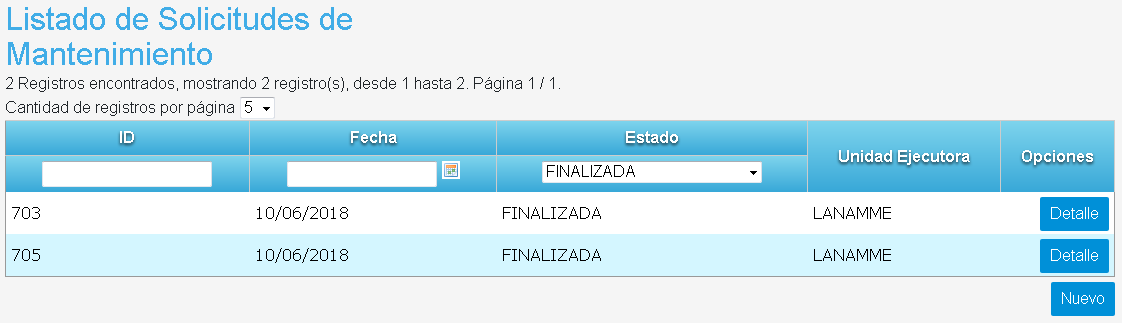 Listado de Solicitudes de
Mantenimiento
2 Registros encontrados, mostrando 2 registro(s), desde 1 hasta 2. Página 1 / 1.
Cantidad de registros por página 5
ID Fecha Estado Unidad Ejecutora Opciones
FINALIZADA
703 10/06/2018 FINALIZADA LANAMME Detalle
705 10/06/2018 FINALIZADA LANAMME Detalle
Nuevo